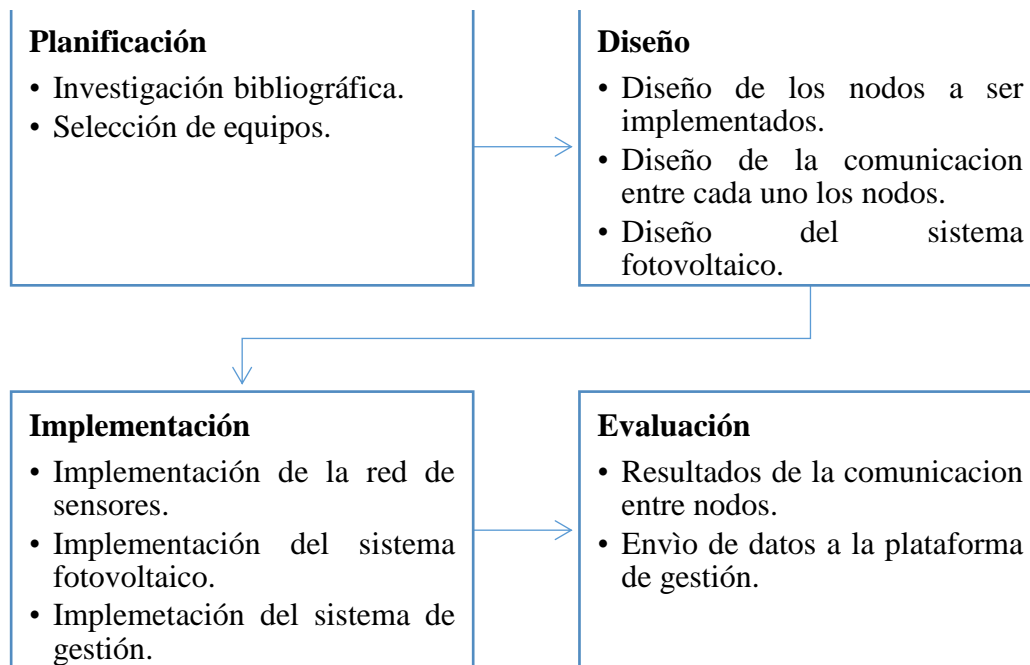 Planificación
• Investigación bibliográfica.
• Selección de equipos.
Diseño
• Diseño de los nodos a ser
implementados.
• Diseño de la comunicacion
entre cada uno los nodos.
• Diseño del sistema
fotovoltaico.
Implementación
• Implementación de la red de
sensores.
• Implementación del sistema
fotovoltaico.
• Implemetación del sistema de
gestión.
Evaluación
• Resultados de la comunicacion
entre nodos.
• Envìo de datos a la plataforma
de gestión.